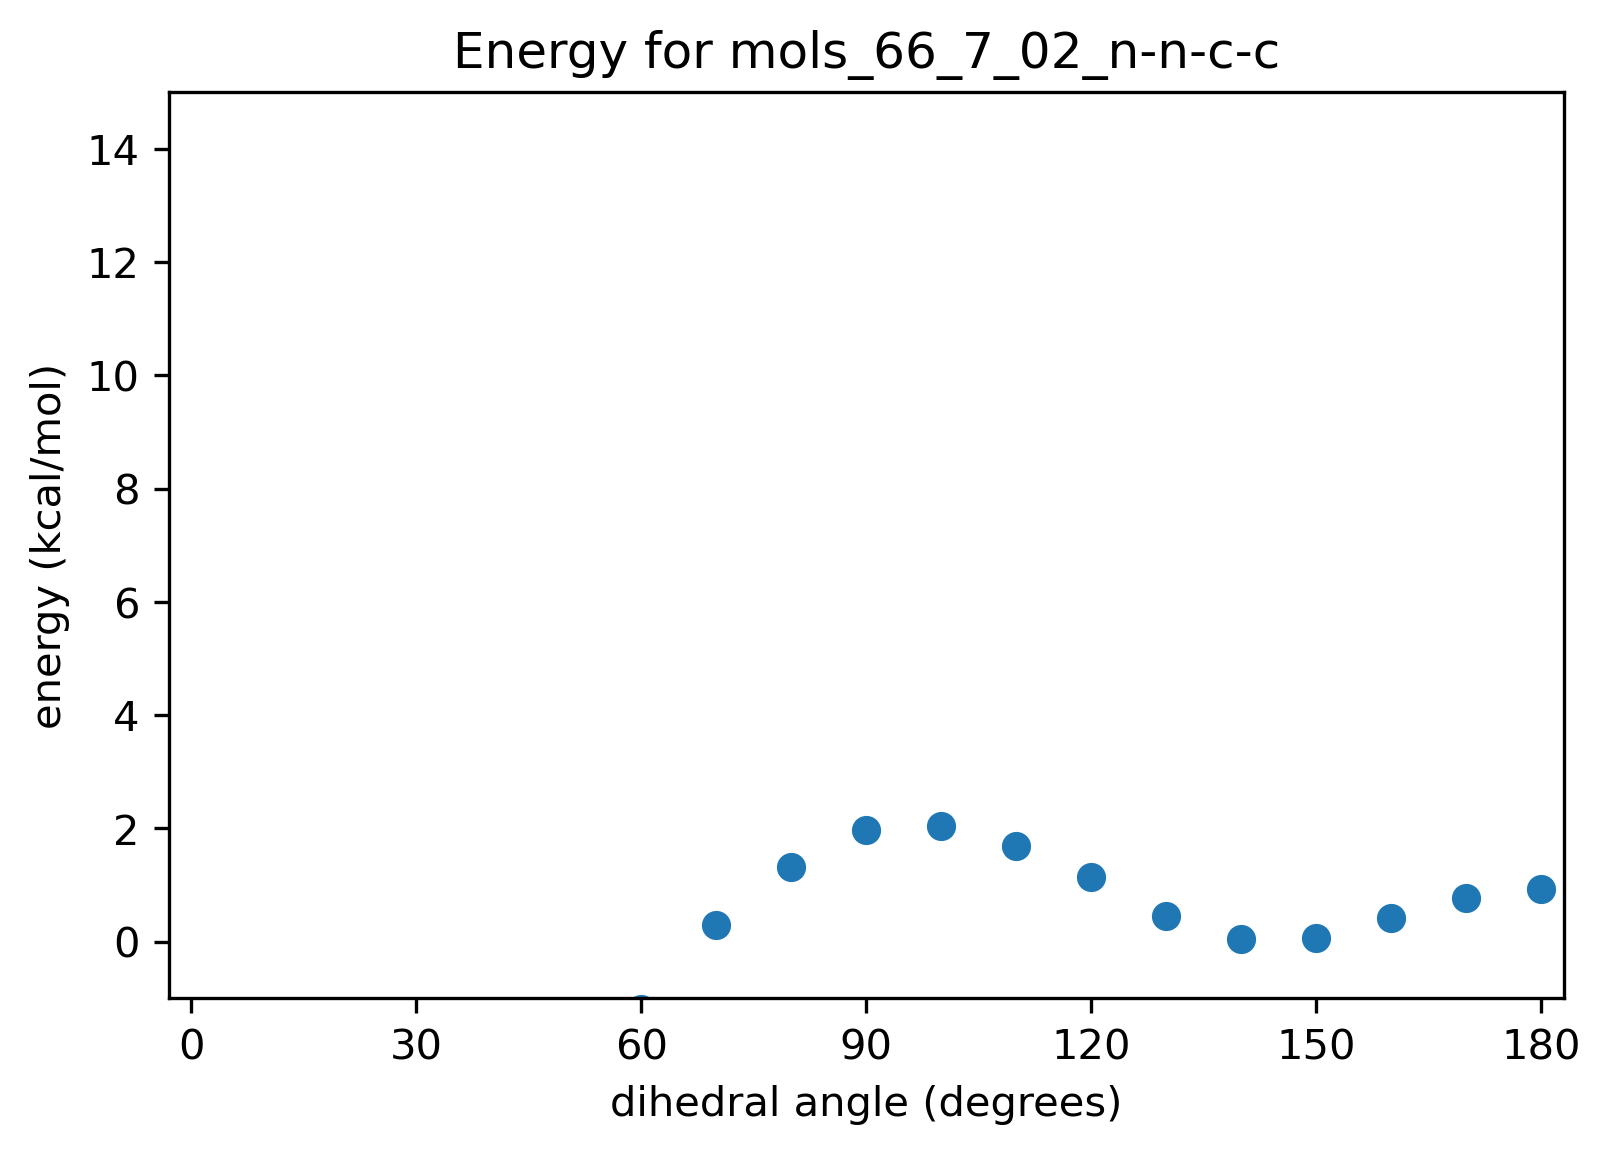 Energy for mols_66_7_02_n-n-c-c
14
12
10
8
6
4
2
0
energy (kcal/mol)
0 30 60 90 120 150 180
dihedral angle (degrees)